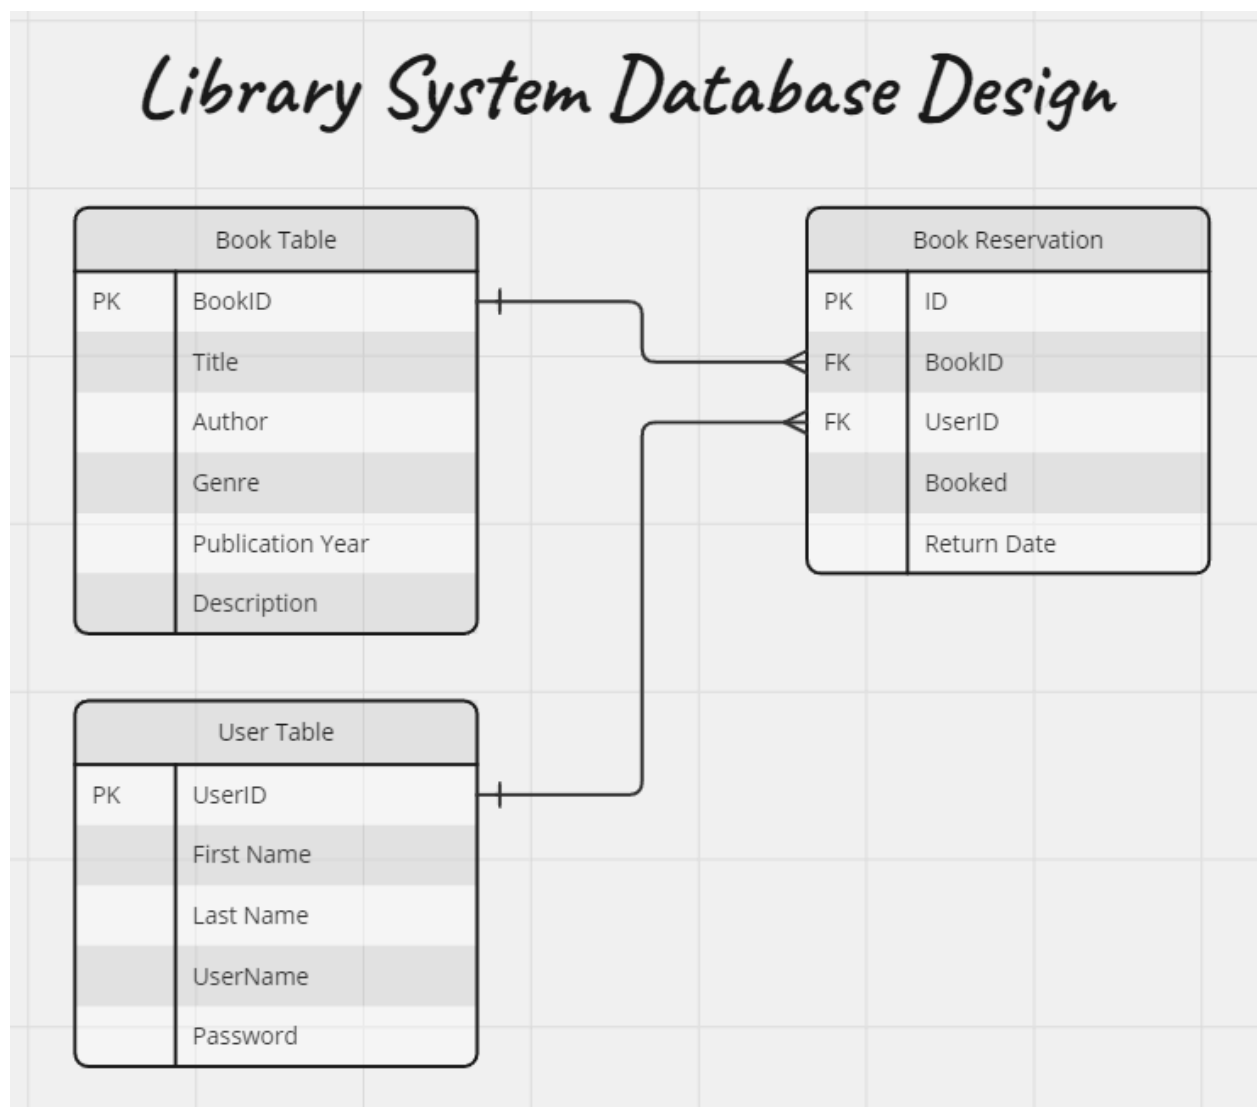 Library System Database Design
Book Table
PK BookID
Title
Author
Genre
Publication Year
Description
Book Reservation
PK ID
FK BookID
FK UserID
Booked
Return Date
User Table
PK UserID
First Name
Last Name
UserName
Password